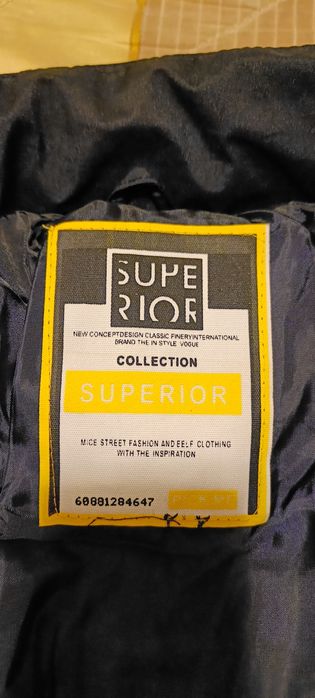 SUPE
RIOR
NEW CONCEPTDESIGN CLASSIC FINERYINTERNATIONAL
BRAND THE IN STYLE VOGUE
COLLECTION
SUPERIOR
MICE STREET FASHION AND EELF CLOTHING
WITH THE INSPIRATION
60881284647